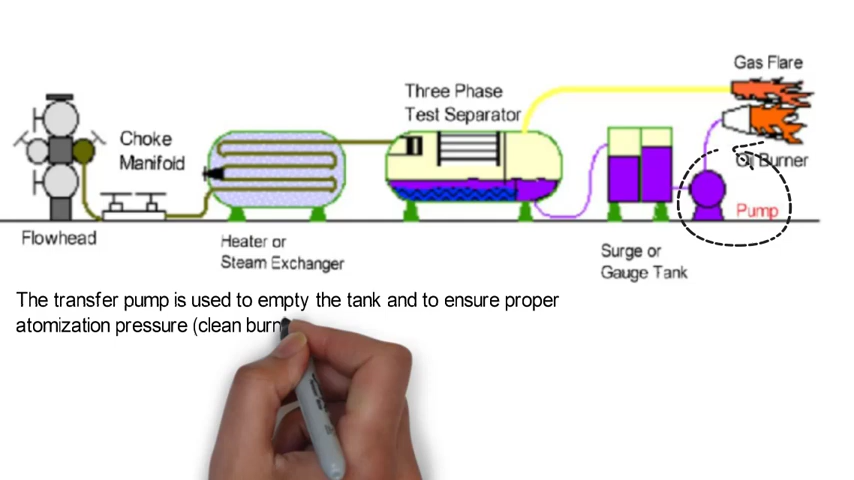 Gas Flare
Three Phase
Test Separator
Choke
Manifold
Oil Burner
Pump
Flowhead
Heater or
Steam Exchanger
Surge or
Gauge Tank
The transfer pump is used to empty the tank and to ensure proper
atomization pressure (clean burn